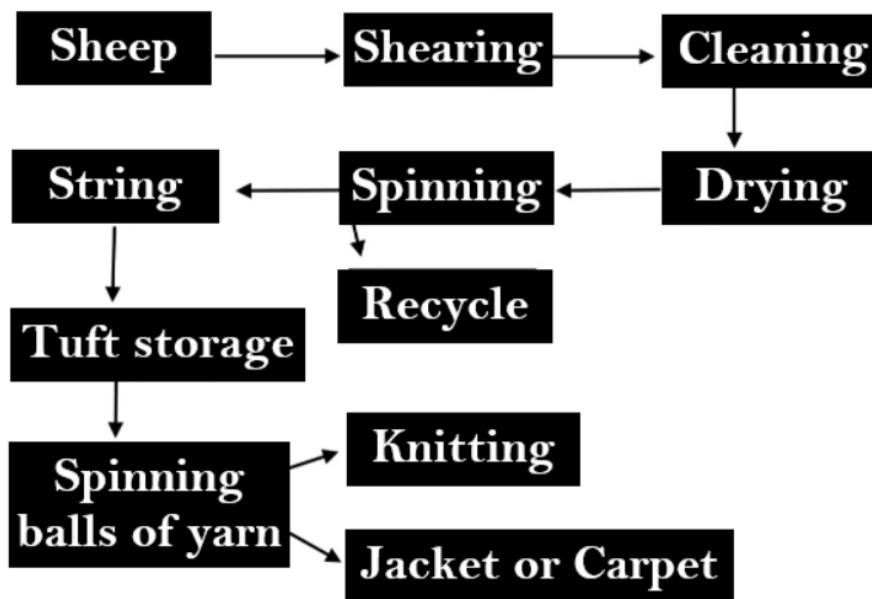 Sheep
Shearing
Cleaning
String
Spinning
Drying
Recycle
Tuft storage
Knitting
Spinning
balls of yarn
Jacket or Carpet